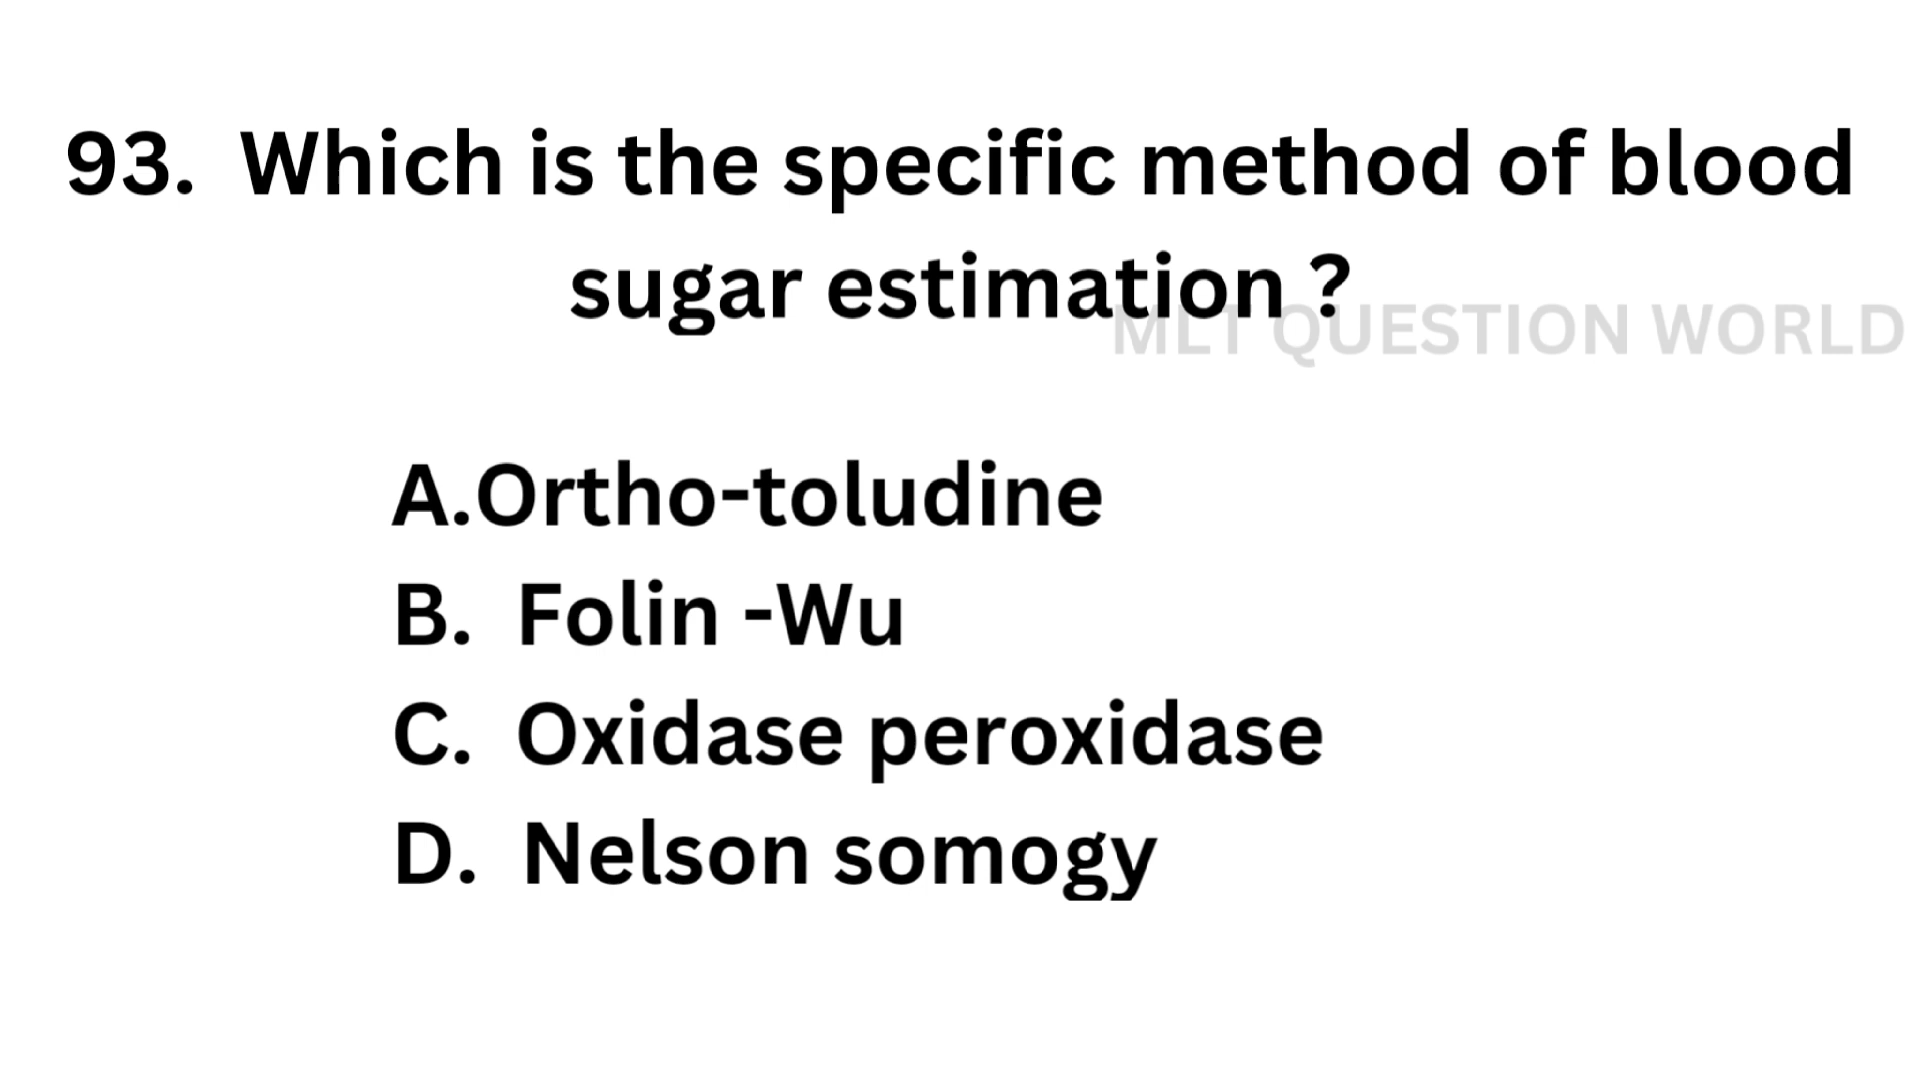 93. Which is the specific method of blood
sugar estimation ?
MLT QUESTION WORLD
A.Ortho-toludine
B. Folin -Wu
C. Oxidase peroxidase
D. Nelson somogy